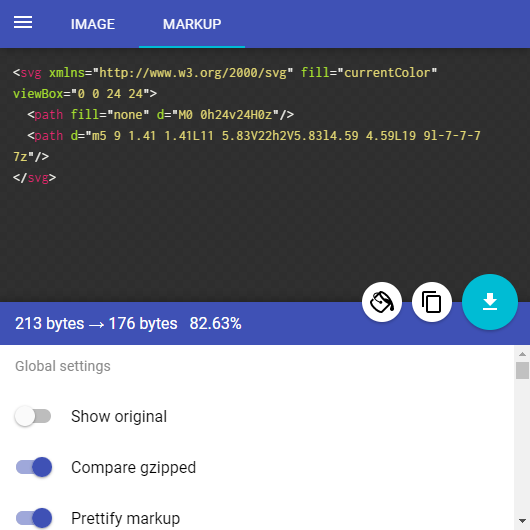 IMAGE MARKUP
<svg xmlns="http://www.w3.org/2000/svg" fill="currentColor"
viewBox="0 0 24 24">
<path fill="none" d="M0 0h24v24H0z"/>
<path d="m5 9 1.41 1.41L11 5.83V22h2V5.83l4.59 4.59L19 9l-7-7-7
7z"/>
</svg>
213 bytes → 176 bytes 82.63%
Global settings
Show original
Compare gzipped
Prettify markup